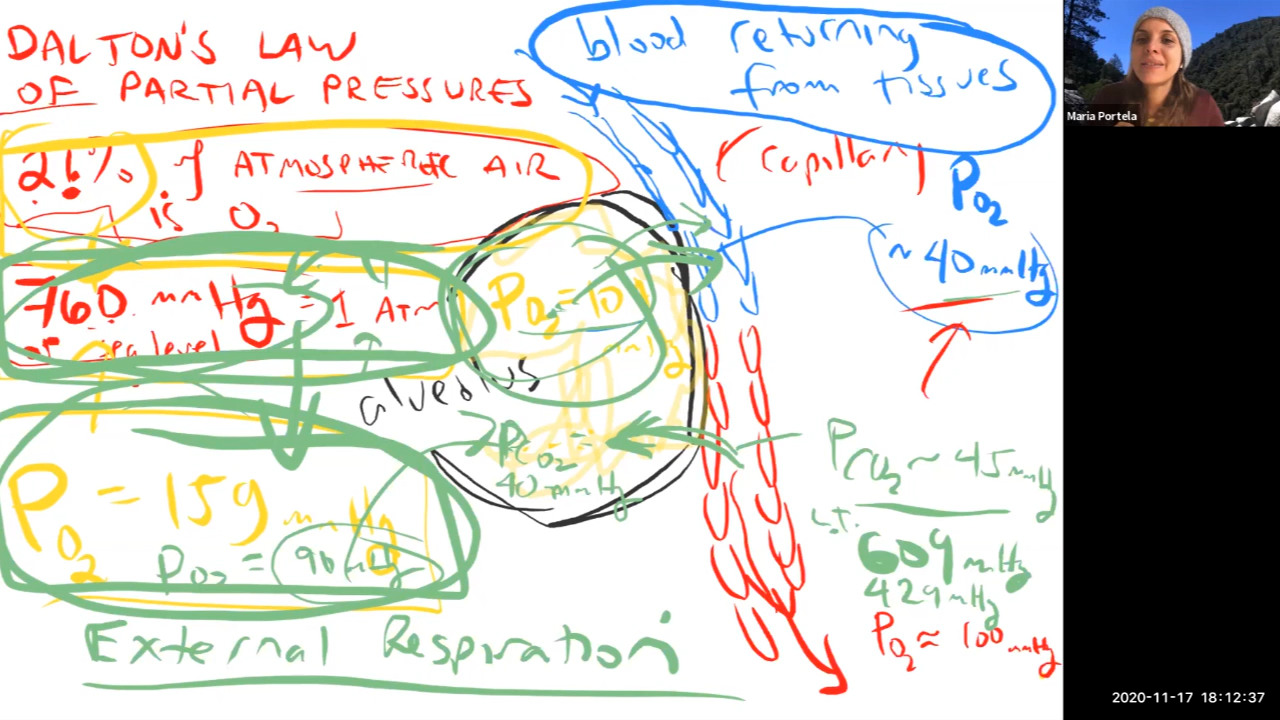 DALTON'S LAW
OF PARTIAL PRESSURES
21% of ATMOSPHERIC AIR
is O2
760 mmHg = 1 ATM
at sea level
PO2 = 159 mmHg
PO2 = 90 mmHg
External Respiration
alveolus
PO2 = 101
mmHg
PCO2 =
40 mmHg
blood returning
from tissues
(capillary)
PO2
~ 40 mmHg
PCO2 ~ 45 mmHg
L.T.
609 mmHg
429 mmHg
PO2 ≈ 100 mmHg
Maria Portela
2020-11-17 18:12:37